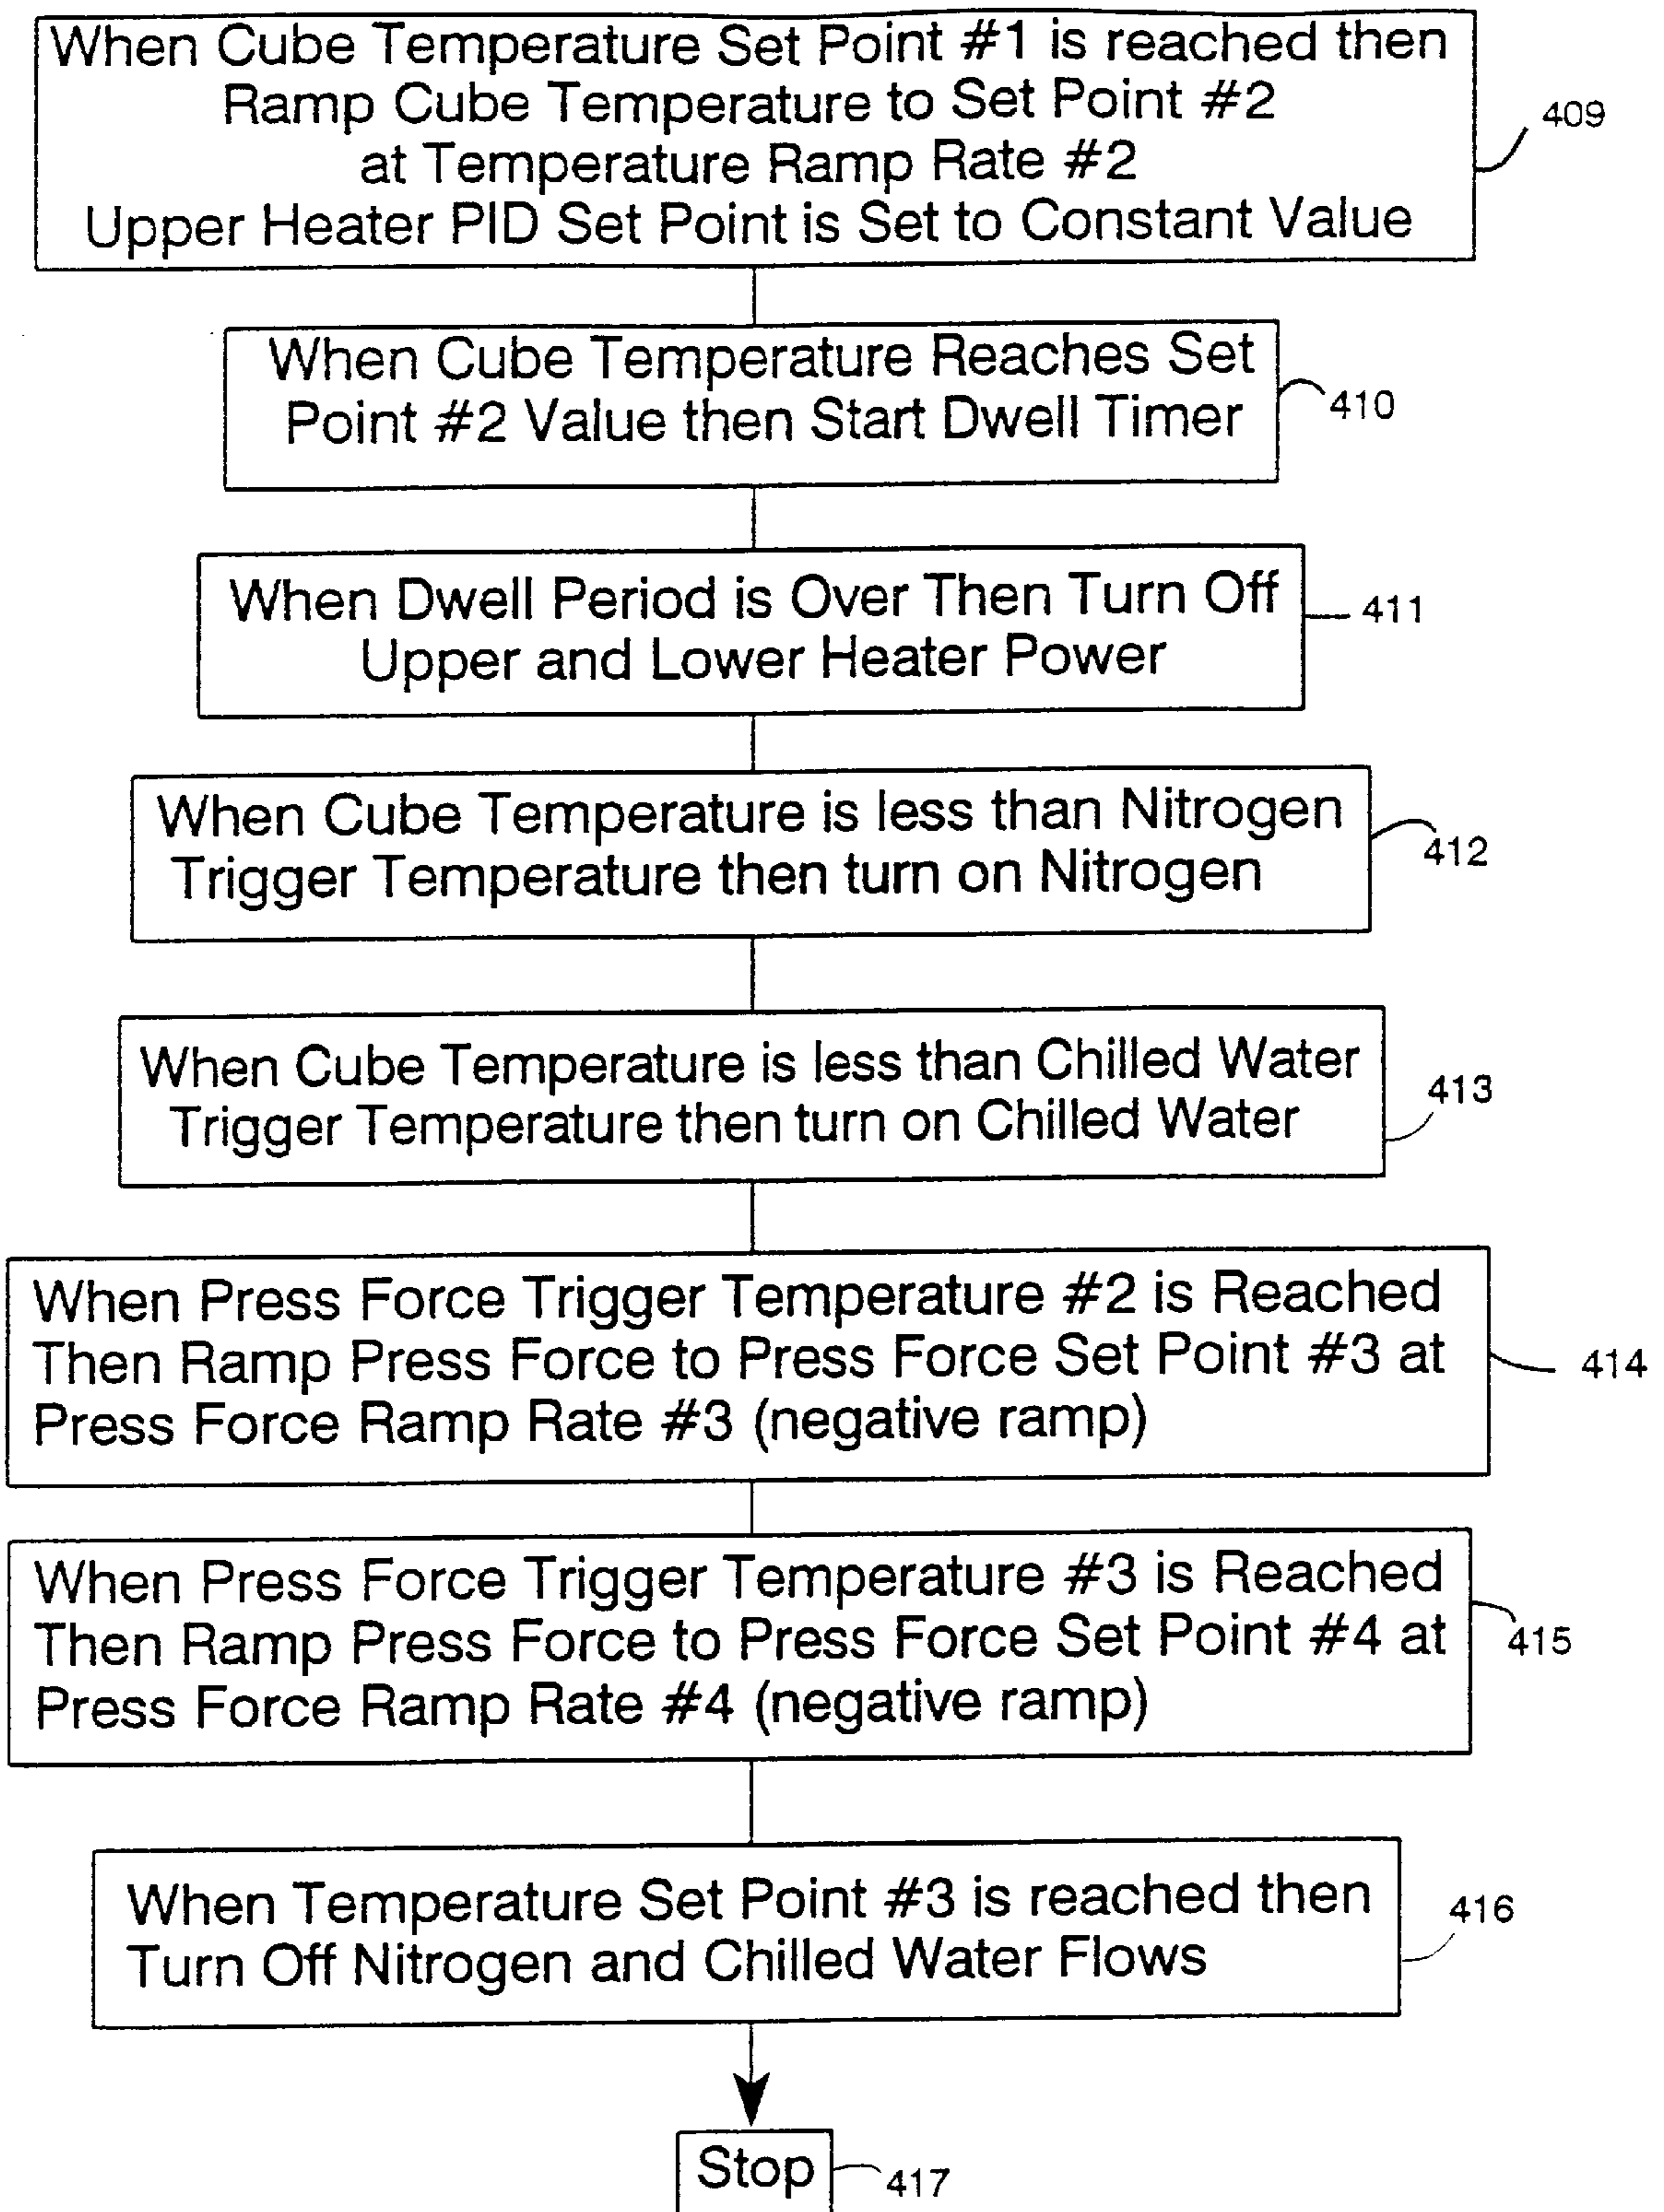 When Cube Temperature Set Point #1 is reached then
Ramp Cube Temperature to Set Point #2
at Temperature Ramp Rate #2
Upper Heater PID Set Point is Set to Constant Value
409
When Cube Temperature Reaches Set
Point #2 Value then Start Dwell Timer
410
When Dwell Period is Over Then Turn Off
Upper and Lower Heater Power
411
When Cube Temperature is less than Nitrogen
Trigger Temperature then turn on Nitrogen
412
When Cube Temperature is less than Chilled Water
Trigger Temperature then turn on Chilled Water
413
When Press Force Trigger Temperature #2 is Reached
Then Ramp Press Force to Press Force Set Point #3 at
Press Force Ramp Rate #3 (negative ramp)
414
When Press Force Trigger Temperature #3 is Reached
Then Ramp Press Force to Press Force Set Point #4 at
Press Force Ramp Rate #4 (negative ramp)
415
When Temperature Set Point #3 is reached then
Turn Off Nitrogen and Chilled Water Flows
416
Stop
417